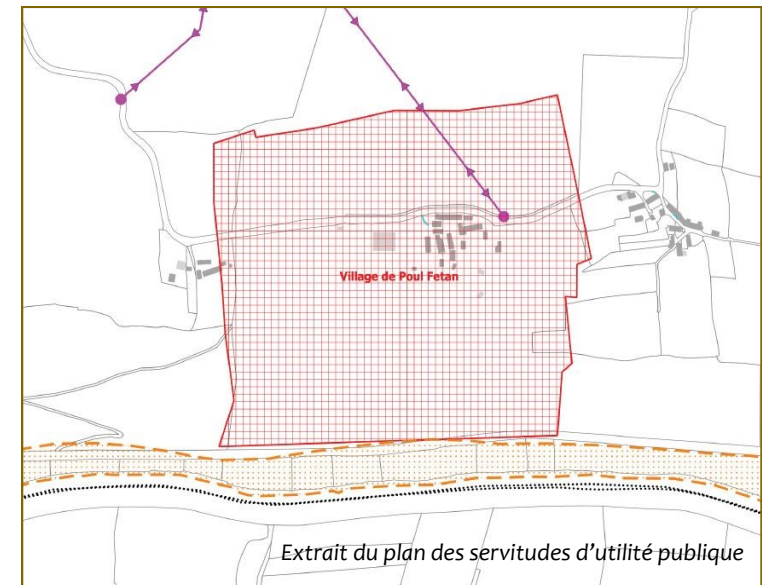 Village de Poul Fetan
Extrait du plan des servitudes d'utilité publique